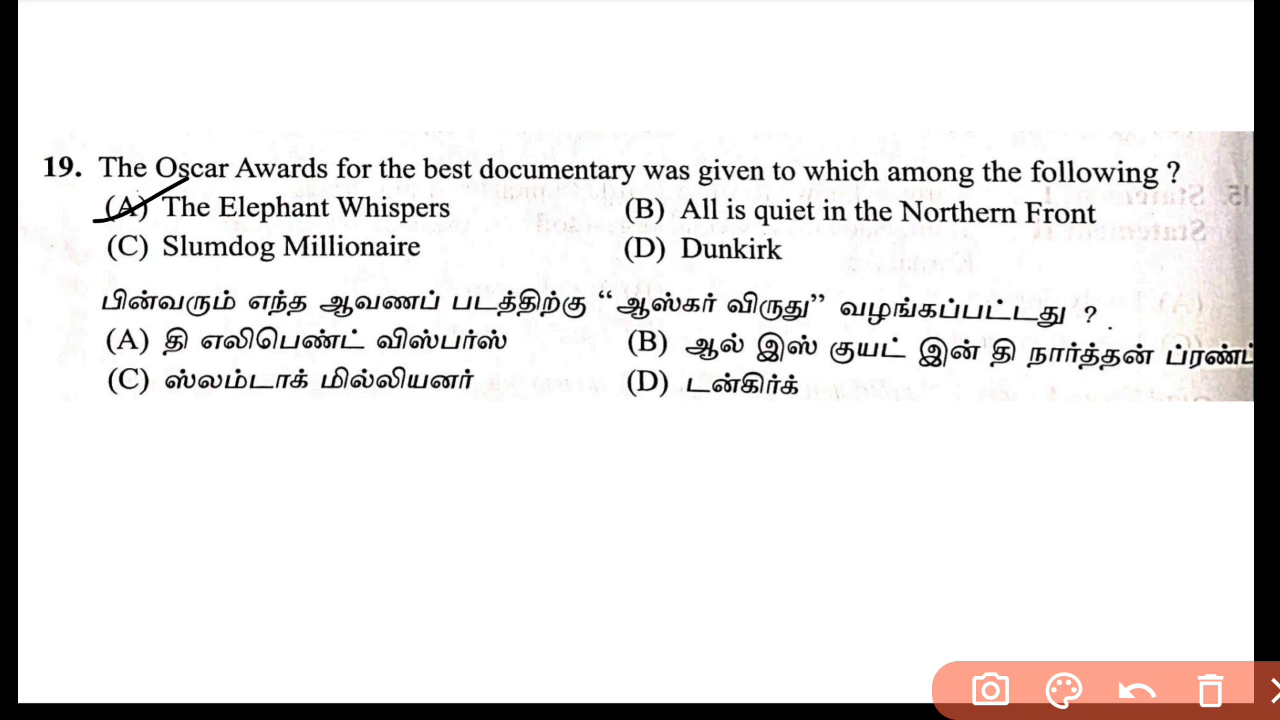 19. The Oscar Awards for the best documentary was given to which among the following ?
(A) The Elephant Whispers (B) All is quiet in the Northern Front
(C) Slumdog Millionaire (D) Dunkirk
பின்வரும் எந்த ஆவணப் படத்திற்கு “ஆஸ்கர் விருது” வழங்கப்பட்டது ?
(A) தி எலிபெண்ட் விஸ்பர்ஸ் (B) ஆல் இஸ் குயட் இன் தி நார்த்தன் ப்ரண்ட்
(C) ஸ்லம்டாக் மில்லியனர் (D) டன்கிர்க்